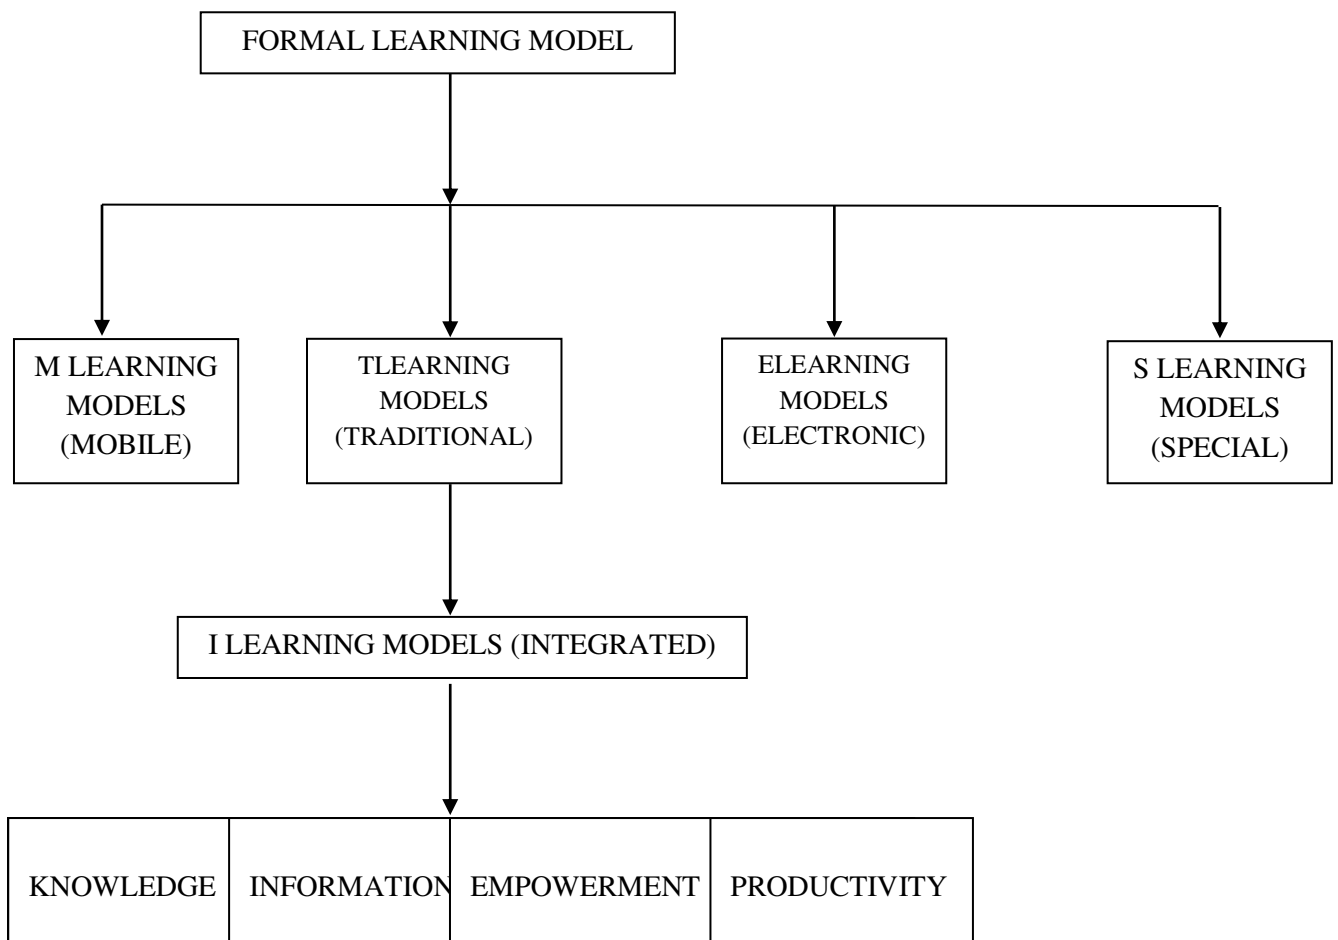 FORMAL LEARNING MODEL
M LEARNING
MODELS
(MOBILE)
TLEARNING
MODELS
(TRADITIONAL)
ELEARNING
MODELS
(ELECTRONIC)
S LEARNING
MODELS
(SPECIAL)
I LEARNING MODELS (INTEGRATED)
KNOWLEDGE
INFORMATION
EMPOWERMENT
PRODUCTIVITY